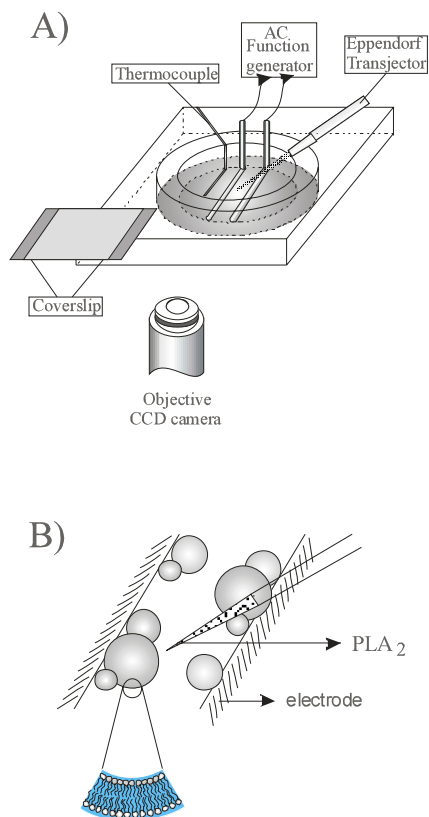 A)
AC
Function
generator
Eppendorf
Transjector
Thermocouple
Coverslip
Objective
CCD camera
B)
PLA 2
electrode